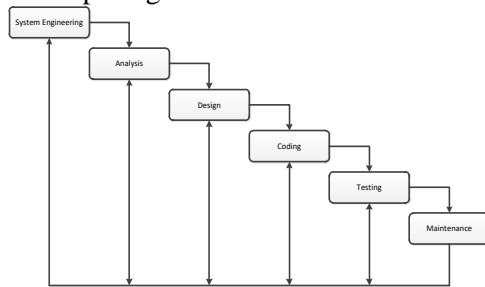 System Engineering
Analysis
Design
Coding
Testing
Maintenance